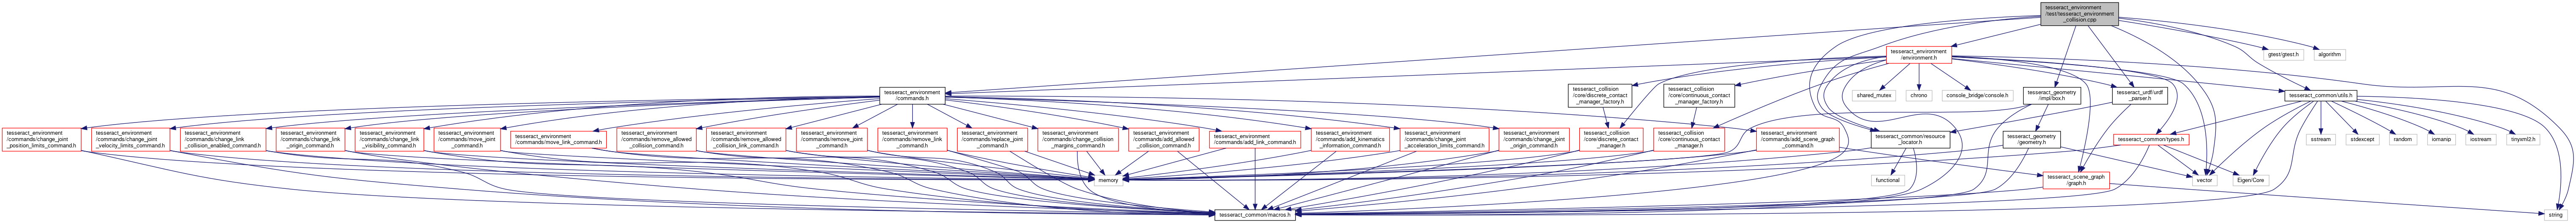 tesseract_environment
/test/tesseract_environment
_collision.cpp
tesseract_environment
/environment.h
gtest/gtest.h
algorithm
tesseract_environment
/commands.h
tesseract_collision
/core/discrete_contact
_manager_factory.h
tesseract_collision
/core/continuous_contact
_manager_factory.h
shared_mutex
chrono
console_bridge/console.h
tesseract_geometry
/impl/box.h
tesseract_urdf/urdf
_parser.h
tesseract_common/utils.h
tesseract_environment
/commands/change_joint
_position_limits_command.h
tesseract_environment
/commands/change_joint
_velocity_limits_command.h
tesseract_environment
/commands/change_link
_collision_enabled_command.h
tesseract_environment
/commands/change_link
_origin_command.h
tesseract_environment
/commands/change_link
_visibility_command.h
tesseract_environment
/commands/move_joint
_command.h
tesseract_environment
/commands/move_link_command.h
tesseract_environment
/commands/remove_allowed
_collision_command.h
tesseract_environment
/commands/remove_allowed
_collision_link_command.h
tesseract_environment
/commands/remove_joint
_command.h
tesseract_environment
/commands/remove_link
_command.h
tesseract_environment
/commands/replace_joint
_command.h
tesseract_environment
/commands/change_collision
_margins_command.h
tesseract_environment
/commands/add_allowed
_collision_command.h
tesseract_environment
/commands/add_link_command.h
tesseract_environment
/commands/add_kinematics
_information_command.h
tesseract_environment
/commands/change_joint
_acceleration_limits_command.h
tesseract_environment
/commands/change_joint
_origin_command.h
tesseract_collision
/core/discrete_contact
_manager.h
tesseract_collision
/core/continuous_contact
_manager.h
tesseract_environment
/commands/add_scene_graph
_command.h
tesseract_common/resource
_locator.h
tesseract_geometry
/geometry.h
tesseract_common/types.h
sstream
stdexcept
random
iomanip
iostream
tinyxml2.h
memory
functional
tesseract_scene_graph
/graph.h
vector
Eigen/Core
tesseract_common/macros.h
string